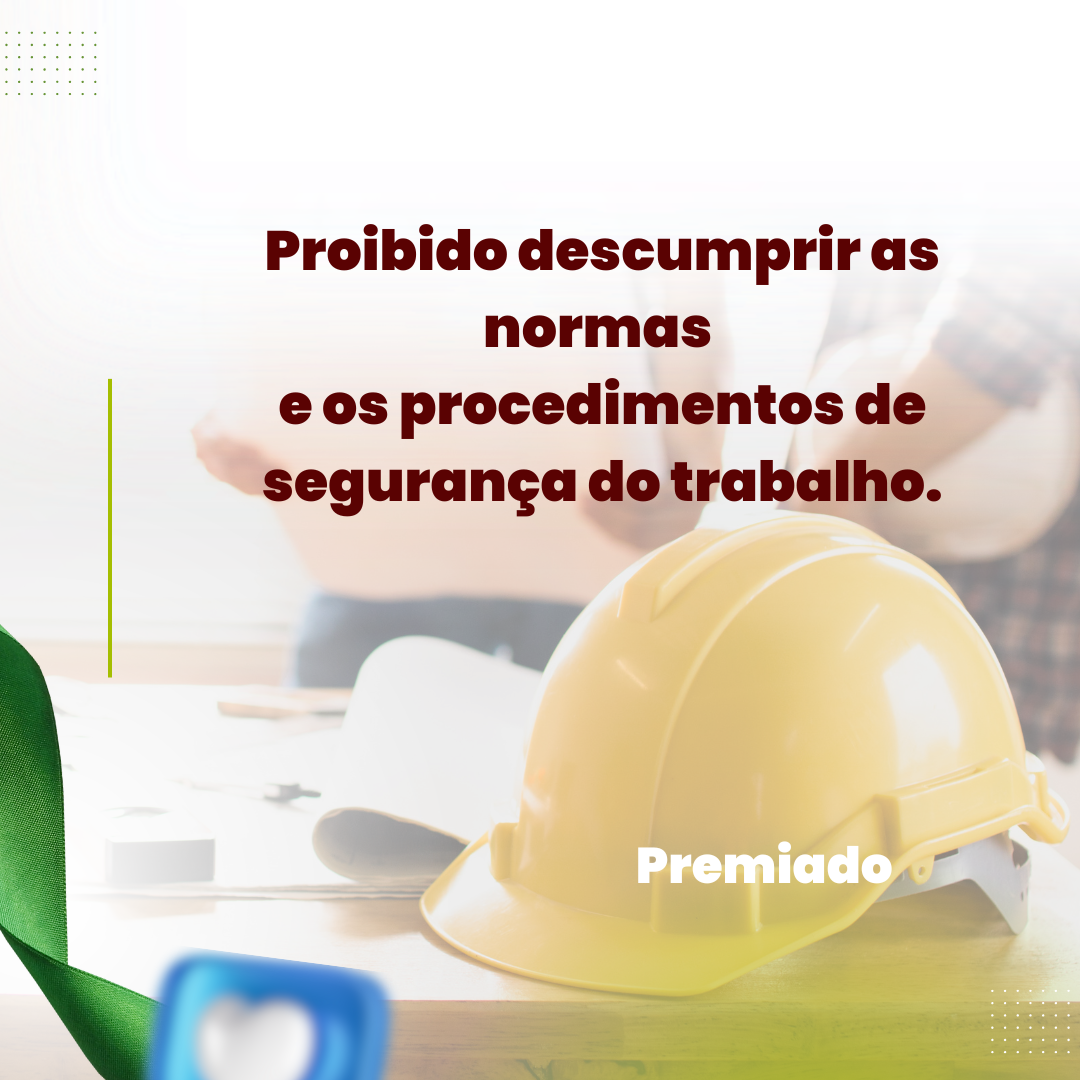 Proibido descumprir as
normas
e os procedimentos de
segurança do trabalho.
Premiado